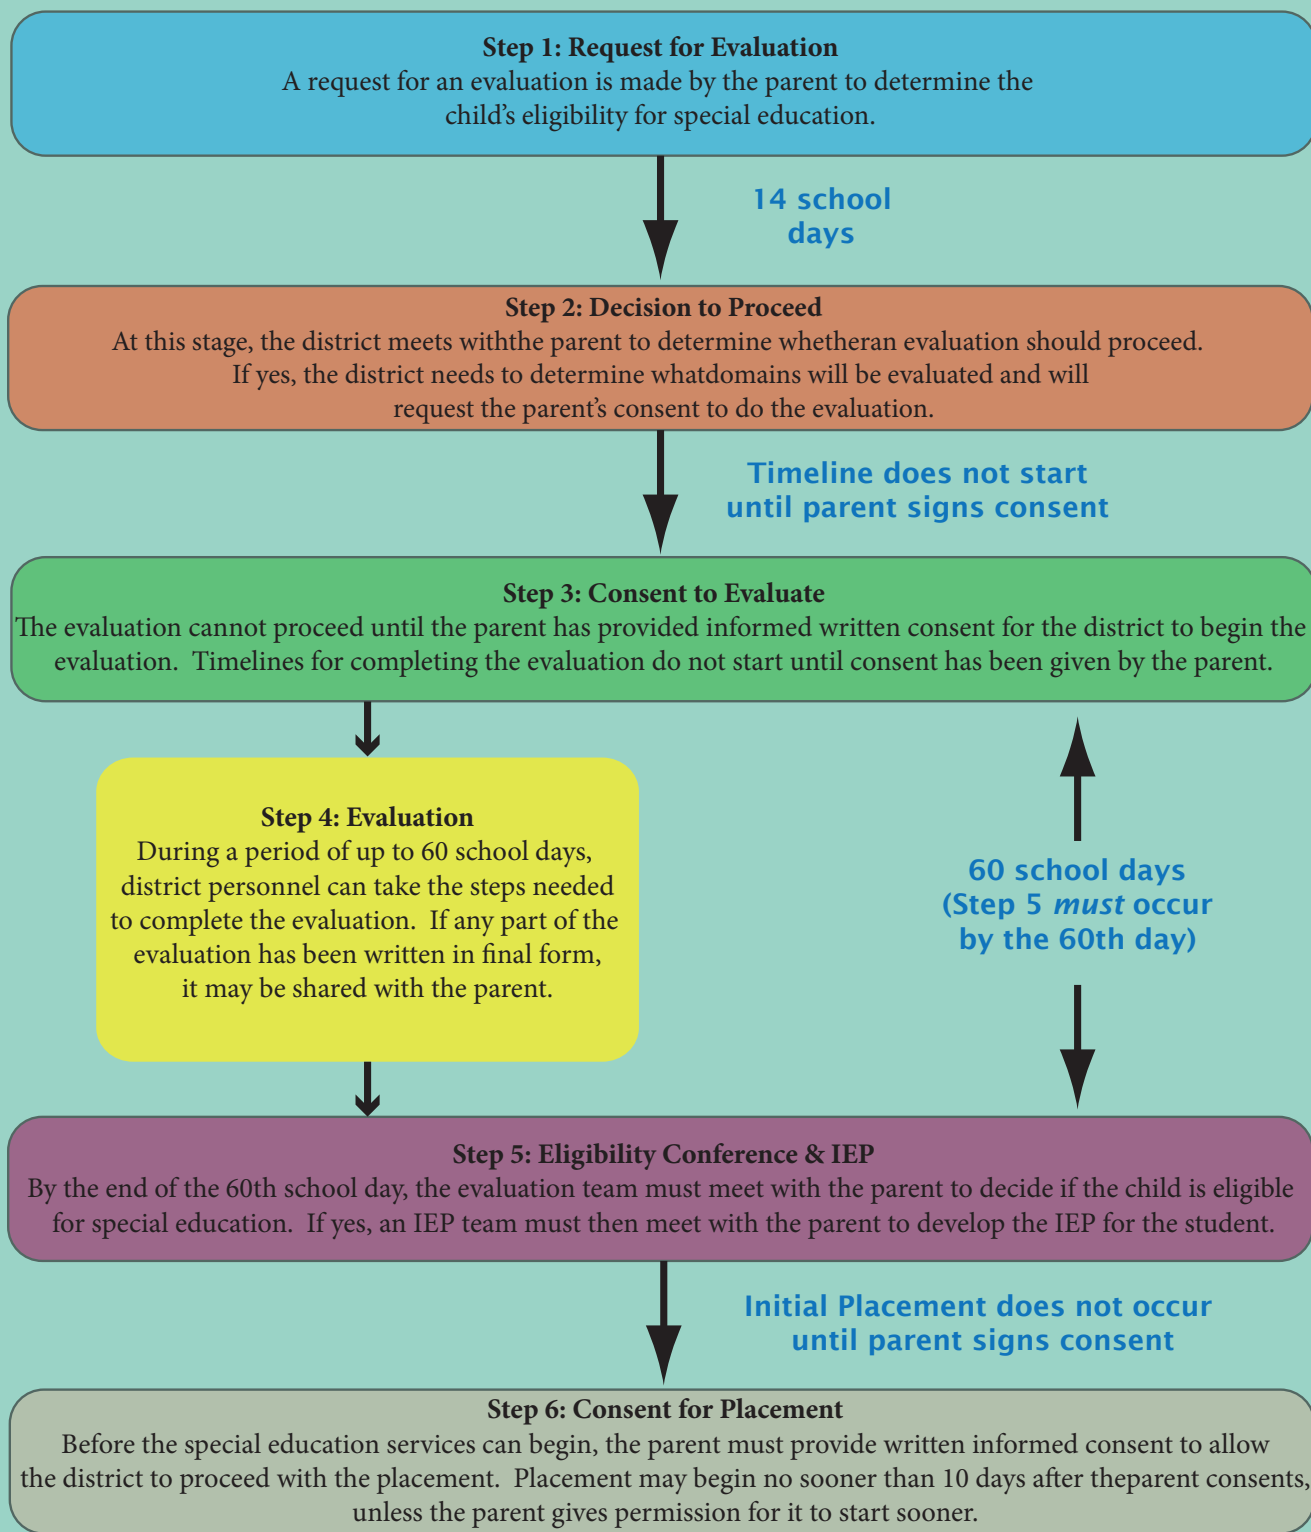 Step 1: Request for Evaluation
A request for an evaluation is made by the parent to determine the
child’s eligibility for special education.
14 school
days
Step 2: Decision to Proceed
At this stage, the district meets withthe parent to determine whetheran evaluation should proceed.
If yes, the district needs to determine whatdomains will be evaluated and will
request the parent’s consent to do the evaluation.
Timeline does not start
until parent signs consent
Step 3: Consent to Evaluate
The evaluation cannot proceed until the parent has provided informed written consent for the district to begin the
evaluation. Timelines for completing the evaluation do not start until consent has been given by the parent.
Step 4: Evaluation
During a period of up to 60 school days,
district personnel can take the steps needed
to complete the evaluation. If any part of the
evaluation has been written in final form,
it may be shared with the parent.
60 school days
(Step 5 must occur
by the 60th day)
Step 5: Eligibility Conference & IEP
By the end of the 60th school day, the evaluation team must meet with the parent to decide if the child is eligible
for special education. If yes, an IEP team must then meet with the parent to develop the IEP for the student.
Initial Placement does not occur
until parent signs consent
Step 6: Consent for Placement
Before the special education services can begin, the parent must provide written informed consent to allow
the district to proceed with the placement. Placement may begin no sooner than 10 days after theparent consents,
unless the parent gives permission for it to start sooner.